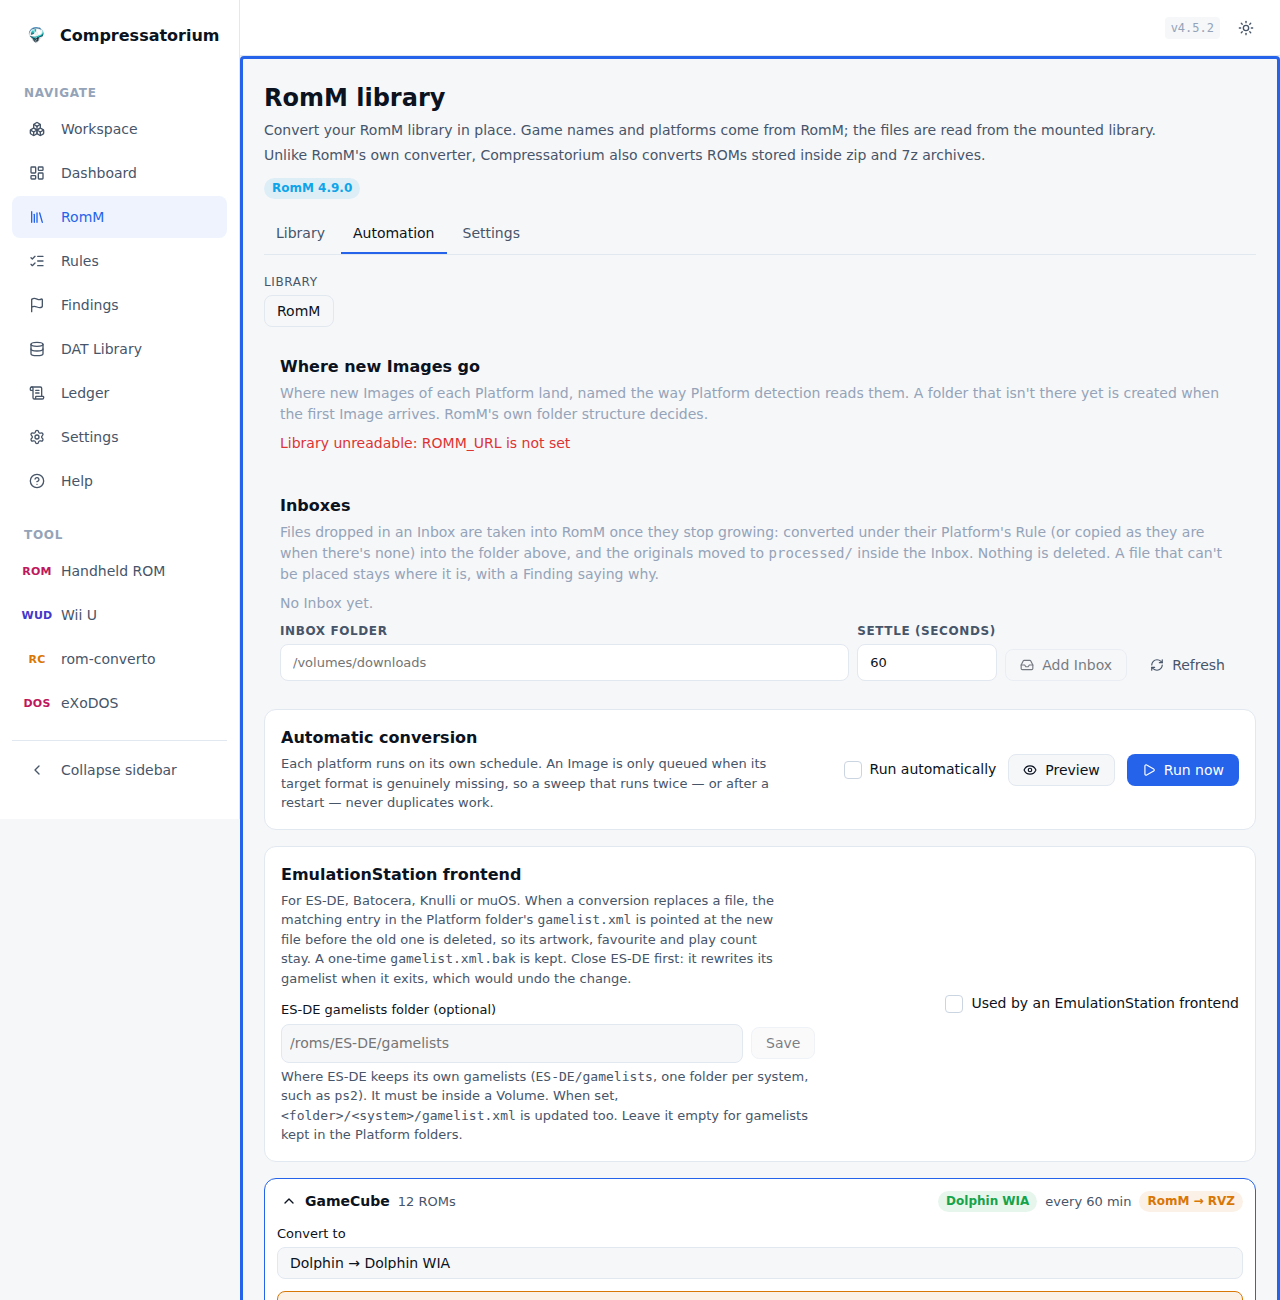 Compressatorium
v4.5.2
NAVIGATE
Workspace
Dashboard
RomM
Rules
Findings
DAT Library
Ledger
Settings
Help
TOOL
ROM Handheld ROM
WUD Wii U
RC rom-converto
DOS eXoDOS
Collapse sidebar
RomM library
Convert your RomM library in place. Game names and platforms come from RomM; the files are read from the mounted library.
Unlike RomM's own converter, Compressatorium also converts ROMs stored inside zip and 7z archives.
RomM 4.9.0
Library Automation Settings
LIBRARY
RomM
Where new Images go
Where new Images of each Platform land, named the way Platform detection reads them. A folder that isn't there yet is created when
the first Image arrives. RomM's own folder structure decides.
Library unreadable: ROMM_URL is not set
Inboxes
Files dropped in an Inbox are taken into RomM once they stop growing: converted under their Platform's Rule (or copied as they are
when there's none) into the folder above, and the originals moved to processed/ inside the Inbox. Nothing is deleted. A file that can't
be placed stays where it is, with a Finding saying why.
No Inbox yet.
INBOX FOLDER SETTLE (SECONDS)
/volumes/downloads 60 Add Inbox Refresh
Automatic conversion
Each platform runs on its own schedule. An Image is only queued when its
target format is genuinely missing, so a sweep that runs twice — or after a
restart — never duplicates work.
Run automatically Preview Run now
EmulationStation frontend
For ES-DE, Batocera, Knulli or muOS. When a conversion replaces a file, the
matching entry in the Platform folder's gamelist.xml is pointed at the new
file before the old one is deleted, so its artwork, favourite and play count
stay. A one-time gamelist.xml.bak is kept. Close ES-DE first: it rewrites its
gamelist when it exits, which would undo the change.
Used by an EmulationStation frontend
ES-DE gamelists folder (optional)
/roms/ES-DE/gamelists Save
Where ES-DE keeps its own gamelists (ES-DE/gamelists, one folder per system,
such as ps2). It must be inside a Volume. When set,
<folder>/<system>/gamelist.xml is updated too. Leave it empty for gamelists
kept in the Platform folders.
GameCube 12 ROMs Dolphin WIA every 60 min RomM → RVZ
Convert to
Dolphin → Dolphin WIA